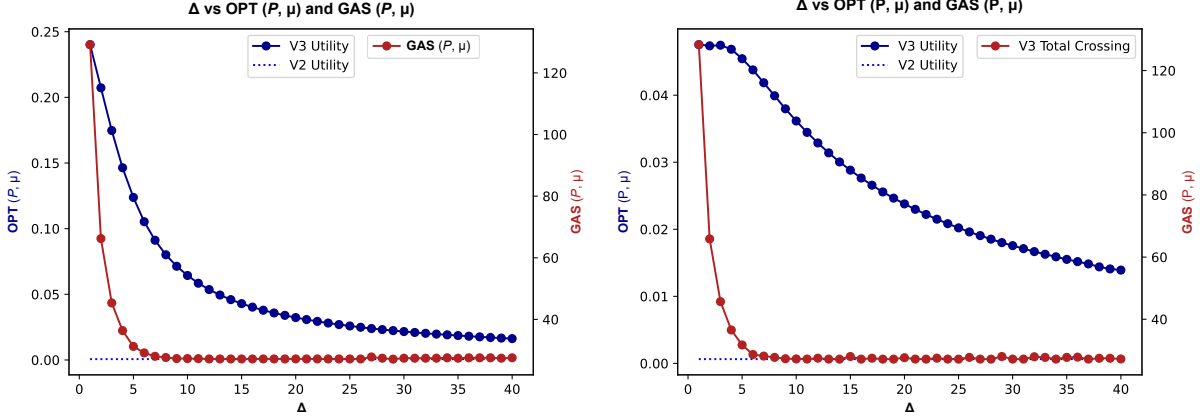 Δ vs OPT (P, μ) and GAS (P, μ)
V3 Utility
V2 Utility
GAS (P, μ)
0.25
0.20
0.15
0.10
0.05
0.00
OPT (P, μ)
120
100
80
60
40
GAS (P, μ)
0 5 10 15 20 25 30 35 40
Δ
Δ vs OPT (P, μ) and GAS (P, μ)
V3 Utility
V2 Utility
V3 Total Crossing
0.04
0.03
0.02
0.01
0.00
OPT (P, μ)
120
100
80
60
40
GAS (P, μ)
0 5 10 15 20 25 30 35 40
Δ